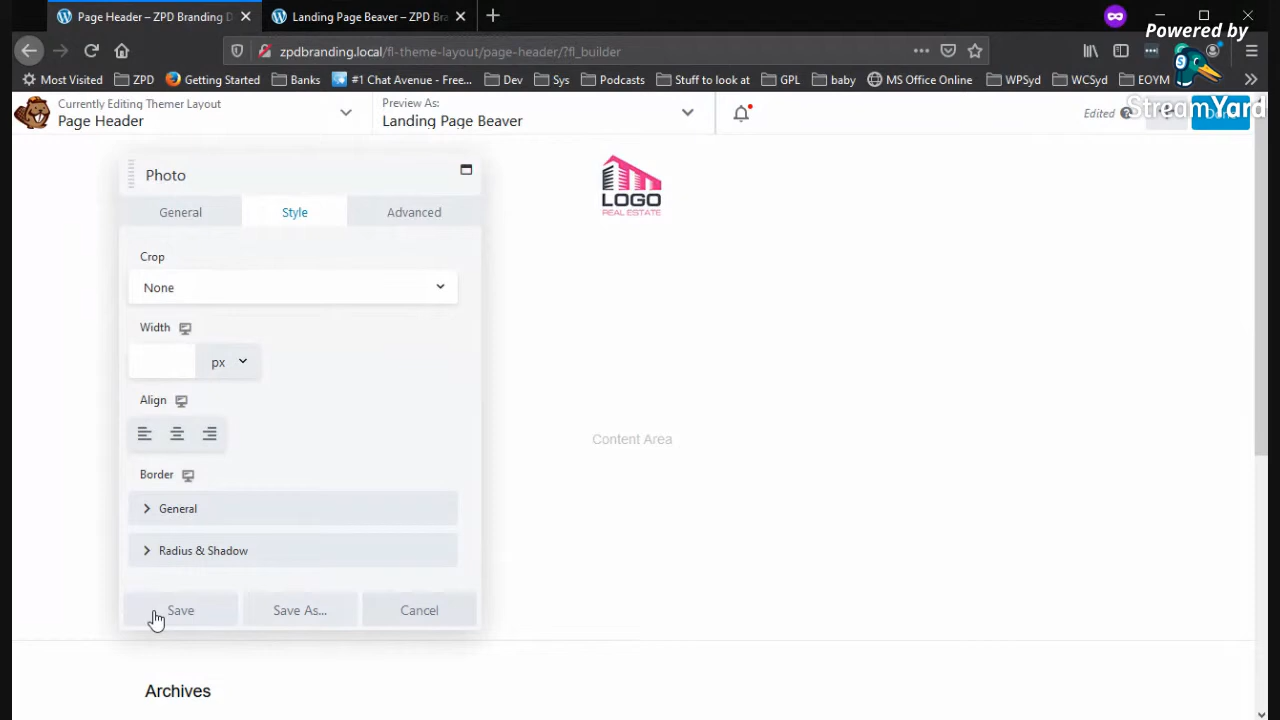 Page Header – ZPD Branding D
Landing Page Beaver – ZPD Bra
Powered by
zpdbranding.local/fl-theme-layout/page-header/?fl_builder
Most Visited
ZPD
Getting Started
Banks
#1 Chat Avenue - Free...
Dev
Sys
Podcasts
Stuff to look at
GPL
baby
MS Office Online
WPSyd
WCSyd
EOYM
StreamYard
Currently Editing Themer Layout
Page Header
Preview As:
Landing Page Beaver
Edited
Done
Photo
General
Style
Advanced
LOGO
REAL ESTATE
Crop
None
Width
px
Align
Content Area
Border
General
Radius & Shadow
Save
Save As...
Cancel
Archives